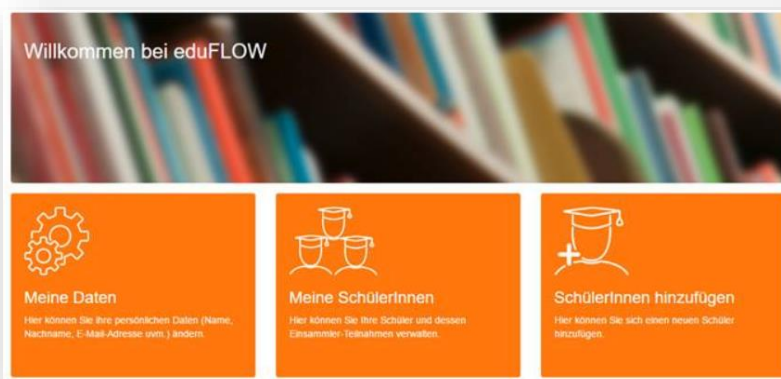 Willkommen bei eduFLOW
Meine Daten
Hier können Sie ihre persönlichen Daten (Name,
Nachname, E-Mail-Adresse uvm.) ändern.
Meine SchülerInnen
Hier können Sie Ihre Schüler und dessen
Einsammler-Teilnahmen verwalten.
SchülerInnen hinzufügen
Hier können Sie sich einen neuen Schüler
hinzufügen.